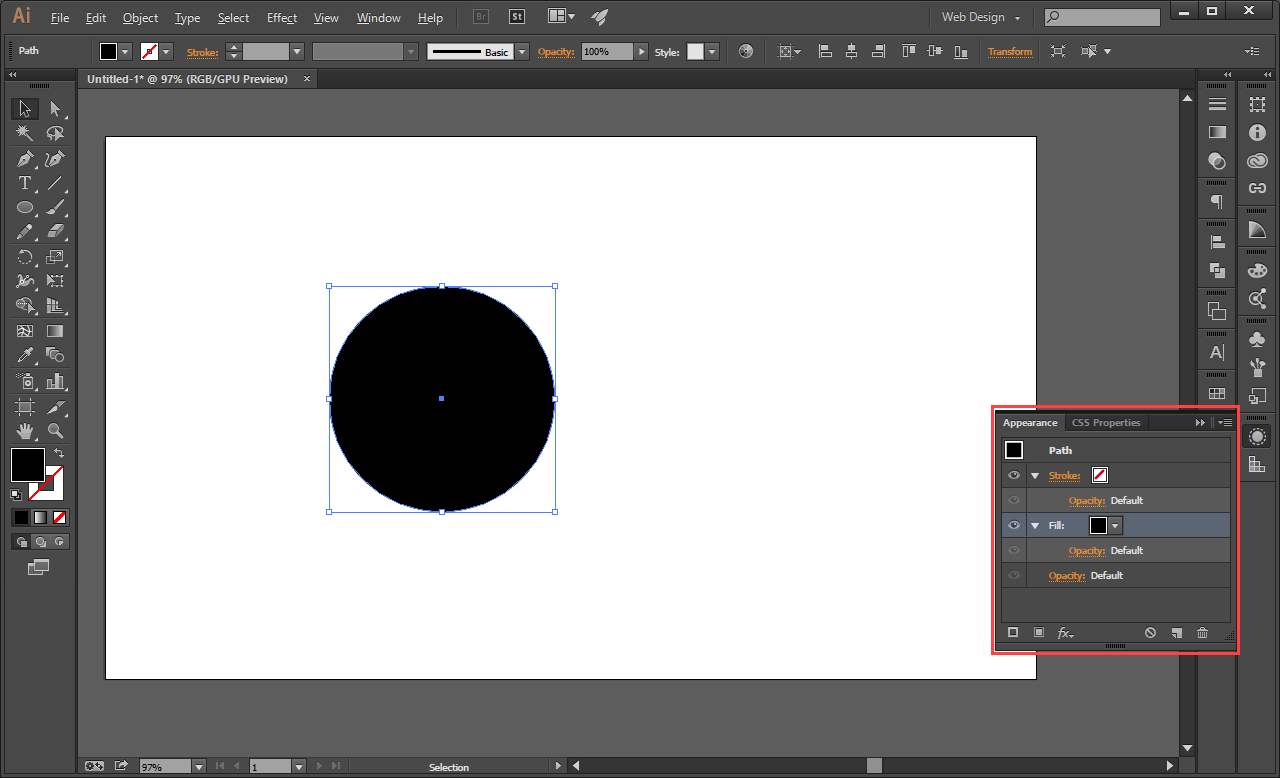 Ai File Edit Object Type Select Effect View Window Help Br St Web Design
Path Stroke: Basic Opacity: 100% Style: Transform
Untitled-1* @ 97% (RGB/GPU Preview) ×
T
A
Appearance CSS Properties
Path
Stroke:
Opacity: Default
Fill:
Opacity: Default
Opacity: Default
fx
97% 1 Selection